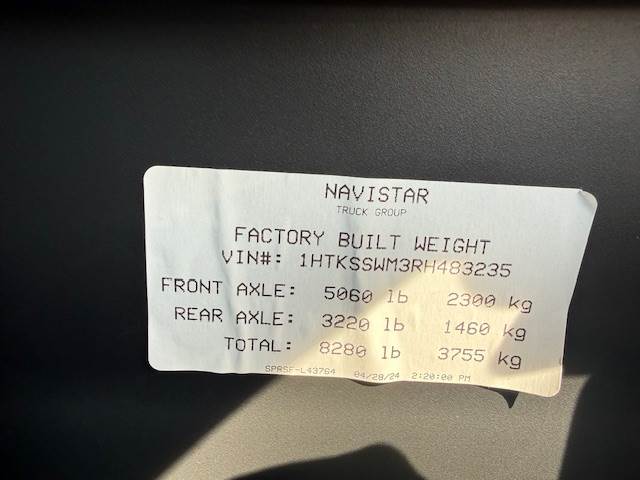 NAVISTAR
TRUCK GROUP
FACTORY BUILT WEIGHT
VIN#: 1HTKSSWM3RH483235
FRONT AXLE: 5060 lb 2300 kg
REAR AXLE: 3220 lb 1460 kg
TOTAL: 8280 lb 3755 kg
SPRSF-L43764 04/28/24 2:20:00 PM